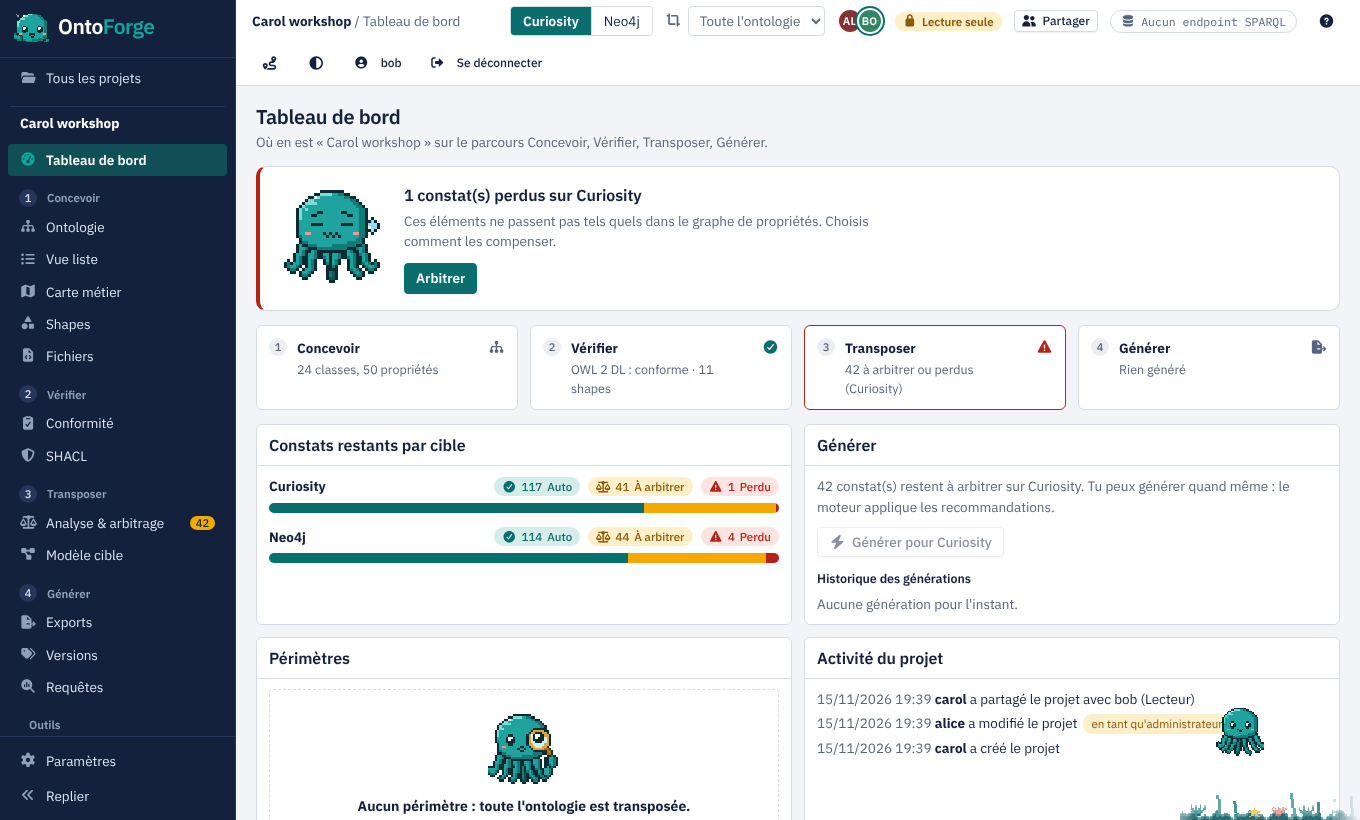 OntoForge
Carol workshop / Tableau de bord
Curiosity
Neo4j
Toute l'ontologie
AL
BO
Lecture seule
Partager
Aucun endpoint SPARQL
?
bob
Se déconnecter
Tous les projets
Carol workshop
Tableau de bord
1 Concevoir
Ontologie
Vue liste
Carte métier
Shapes
Fichiers
2 Vérifier
Conformité
SHACL
3 Transposer
Analyse & arbitrage 42
Modèle cible
4 Générer
Exports
Versions
Requêtes
Outils
Paramètres
Replier
Tableau de bord
Où en est « Carol workshop » sur le parcours Concevoir, Vérifier, Transposer, Générer.
1 constat(s) perdus sur Curiosity
Ces éléments ne passent pas tels quels dans le graphe de propriétés. Choisis
comment les compenser.
Arbitrer
1 Concevoir
24 classes, 50 propriétés
2 Vérifier
OWL 2 DL : conforme · 11
shapes
3 Transposer
42 à arbitrer ou perdus
(Curiosity)
4 Générer
Rien généré
Constats restants par cible
Curiosity 117 Auto 41 À arbitrer 1 Perdu
Neo4j 114 Auto 44 À arbitrer 4 Perdu
Générer
42 constat(s) restent à arbitrer sur Curiosity. Tu peux générer quand même : le
moteur applique les recommandations.
Générer pour Curiosity
Historique des générations
Aucune génération pour l'instant.
Périmètres
Aucun périmètre : toute l'ontologie est transposée.
Activité du projet
15/11/2026 19:39 carol a partagé le projet avec bob (Lecteur)
15/11/2026 19:39 alice a modifié le projet en tant qu'administrateur
15/11/2026 19:39 carol a créé le projet